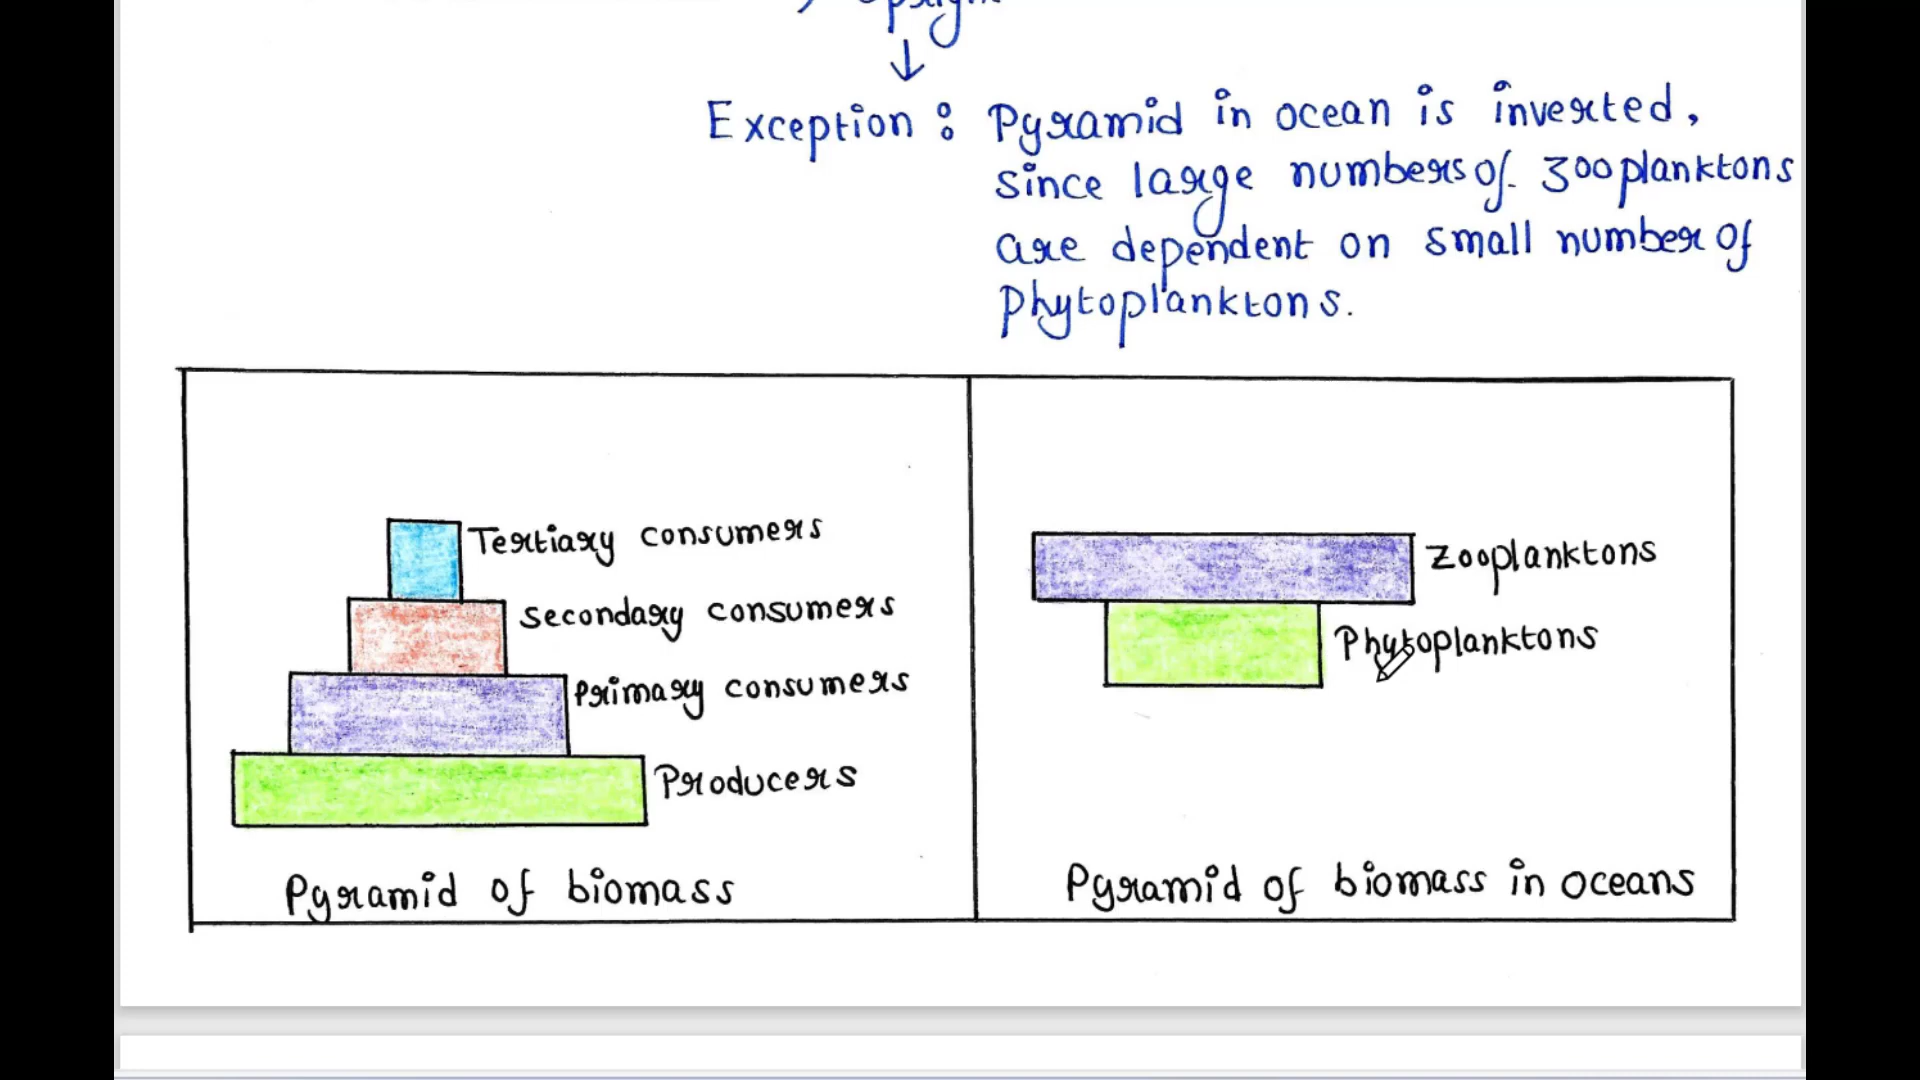 Exception : Pyramid in ocean is inverted,
since large numbers of zooplanktons
are dependent on small number of
Phytoplanktons.
Tertiary consumers
Secondary consumers
Primary consumers
Producers
Pyramid of biomass
Zooplanktons
Phytoplanktons
Pyramid of biomass in oceans